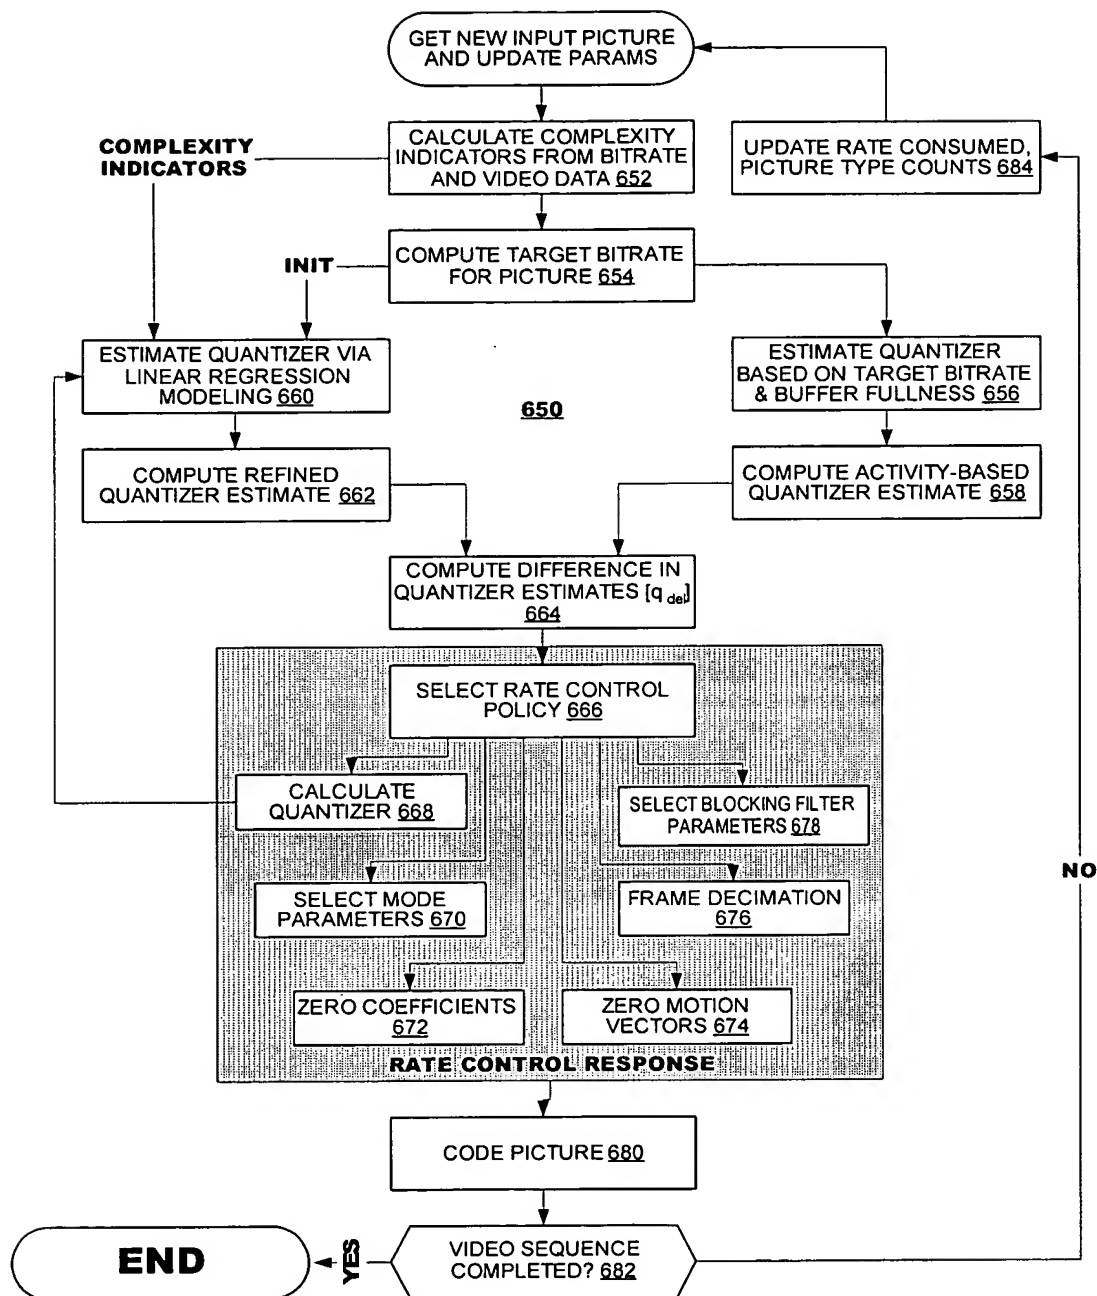 GET NEW INPUT PICTURE
AND UPDATE PARAMS
CALCULATE COMPLEXITY
INDICATORS FROM BITRATE
AND VIDEO DATA 652
UPDATE RATE CONSUMED,
PICTURE TYPE COUNTS 684
COMPLEXITY
INDICATORS
COMPUTE TARGET BITRATE
FOR PICTURE 654
INIT
ESTIMATE QUANTIZER VIA
LINEAR REGRESSION
MODELING 660
ESTIMATE QUANTIZER
BASED ON TARGET BITRATE
& BUFFER FULLNESS 656
650
COMPUTE REFINED
QUANTIZER ESTIMATE 662
COMPUTE ACTIVITY-BASED
QUANTIZER ESTIMATE 658
COMPUTE DIFFERENCE IN
QUANTIZER ESTIMATES [q del]
664
SELECT RATE CONTROL
POLICY 666
CALCULATE
QUANTIZER 668
SELECT BLOCKING FILTER
PARAMETERS 678
SELECT MODE
PARAMETERS 670
FRAME DECIMATION
676
NO
ZERO COEFFICIENTS
672
ZERO MOTION
VECTORS 674
RATE CONTROL RESPONSE
CODE PICTURE 680
VIDEO SEQUENCE
COMPLETED? 682
YES
END